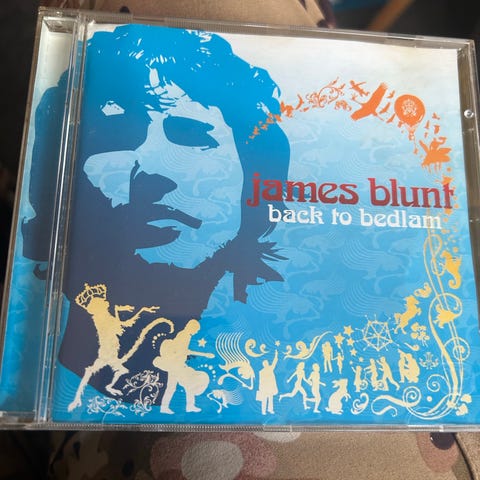 james blunt
back to bedlam